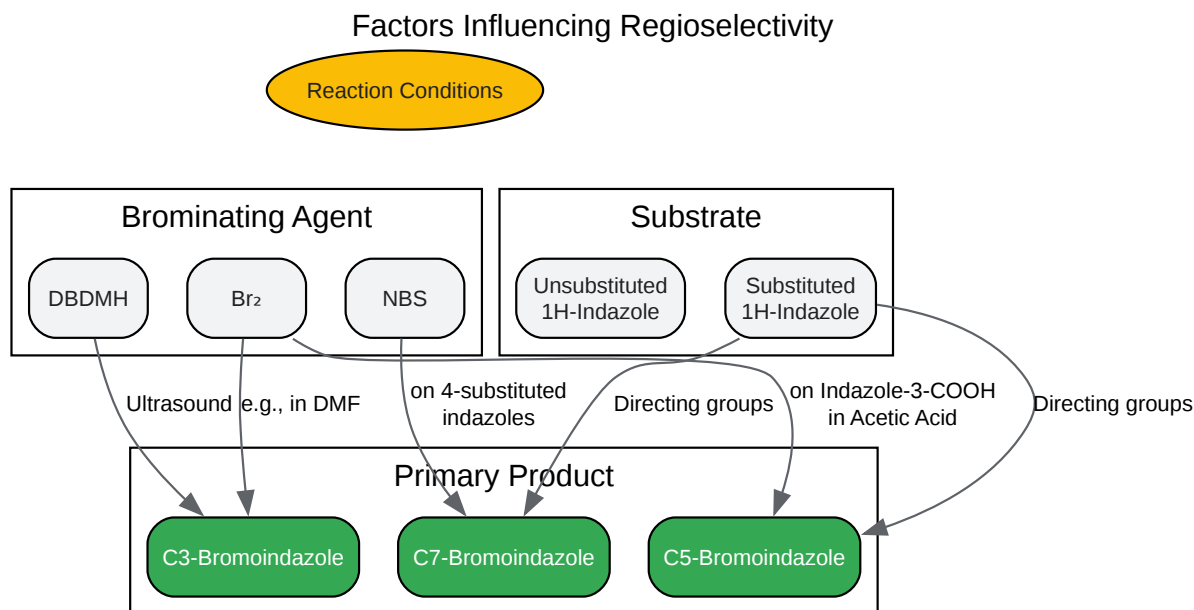 Factors Influencing Regioselectivity
Reaction Conditions
Brominating Agent
Substrate
DBDMH
Br₂
NBS
Unsubstituted
1H-Indazole
Substituted
1H-Indazole
Ultrasound
e.g., in DMF
on 4-substituted
indazoles
Directing groups
on Indazole-3-COOH
in Acetic Acid
Directing groups
Primary Product
C3-Bromoindazole
C7-Bromoindazole
C5-Bromoindazole